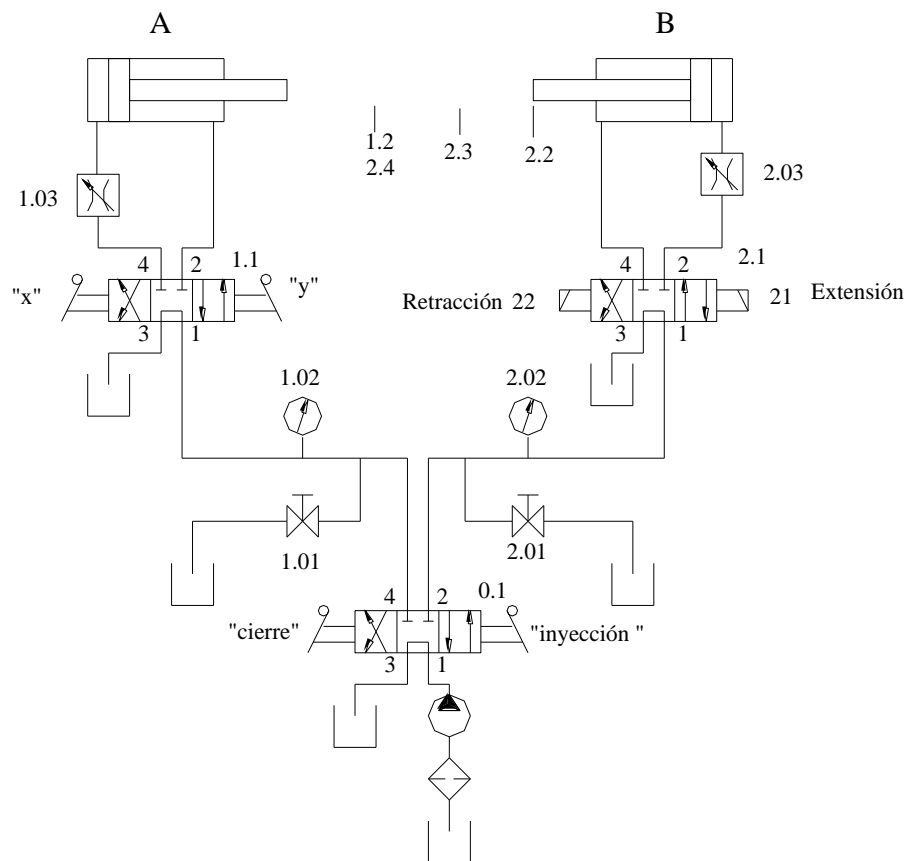 A B
1.2 2.3 2.2
2.4
1.03 2.03
4 2 1.1 4 2 2.1
"x" "y" Retracción 22 21 Extensión
3 1 3 1
1.02 2.02
1.01 2.01
4 2 0.1
"cierre" "inyección "
3 1